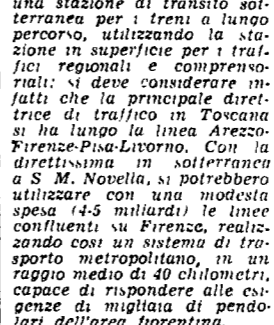 una stazione di transito sot-
terranea per i treni a lungo
percorso, utilizzando la sta-
zione in superficie per i traf-
fici regionali e comprenso-
riali: si deve considerare in-
fatti che la principale diret-
trice di traffico in Toscana
si ha lungo la linea Arezzo-
Firenze-Pisa-Livorno. Con la
direttissima in sotterranea
a S M. Novella, si potrebbero
utilizzare con una modesta
spesa (4-5 miliardi) le linee
confluenti su Firenze, realiz-
zando così un sistema di tra-
sporto metropolitano, in un
raggio medio di 40 chilometri,
capace di rispondere alle esi-
genze di migliaia di pendo-
lari dell'area fiorentina.